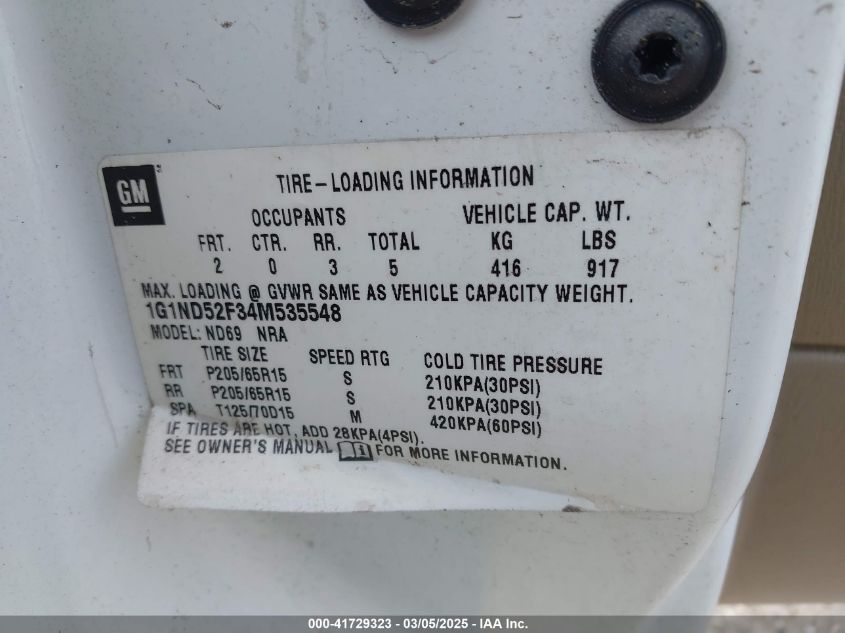 GM
TIRE-LOADING INFORMATION
OCCUPANTS VEHICLE CAP. WT.
FRT. CTR. RR. TOTAL KG LBS
2 0 3 5 416 917
MAX. LOADING @ GVWR SAME AS VEHICLE CAPACITY WEIGHT.
1G1ND52F34M535548
MODEL: ND69 NRA
TIRE SIZE SPEED RTG COLD TIRE PRESSURE
FRT P205/65R15 S 210KPA(30PSI)
RR P205/65R15 S 210KPA(30PSI)
SPA T125/70D15 M 420KPA(60PSI)
IF TIRES ARE HOT, ADD 28KPA(4PSI).
SEE OWNER'S MANUAL FOR MORE INFORMATION.
000-41729323 | 03/05/2025 - IAA Inc.